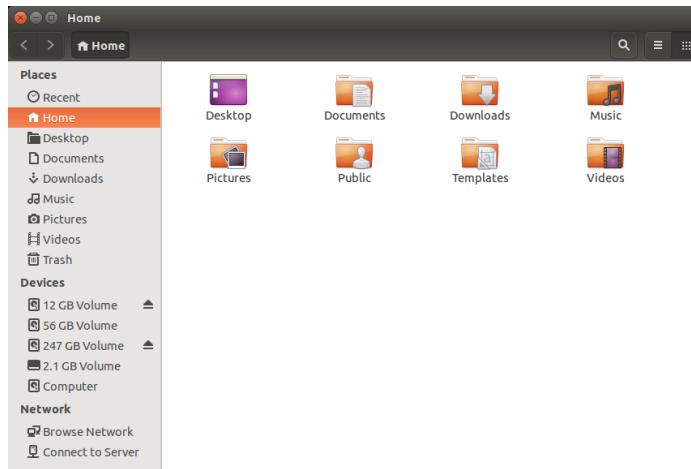 Home
Home
Places
Recent
Home
Desktop
Documents
Downloads
Music
Pictures
Videos
Trash
Devices
12 GB Volume
56 GB Volume
247 GB Volume
2.1 GB Volume
Computer
Network
Browse Network
Connect to Server
Desktop Documents Downloads Music
Pictures Public Templates Videos